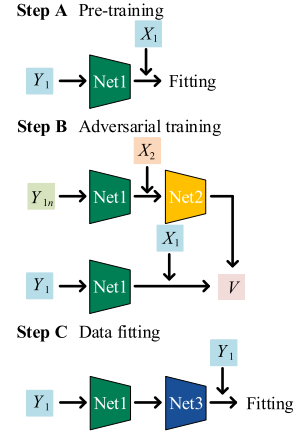 Step A Pre-training
X₁
Y₁ Net1 Fitting
Step B Adversarial training
X₂
Y₁ₙ Net1 Net2
X₁
Y₁ Net1 V
Step C Data fitting
Y₁
Y₁ Net1 Net3 Fitting